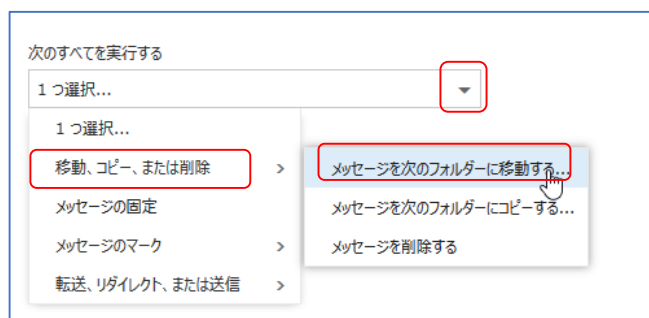 次のすべてを実行する
1 つ選択...
1 つ選択...
移動、コピー、または削除 >
メッセージを次のフォルダーに移動する...
メッセージの固定
メッセージを次のフォルダーにコピーする...
メッセージのマーク >
メッセージを削除する
転送、リダイレクト、または送信 >